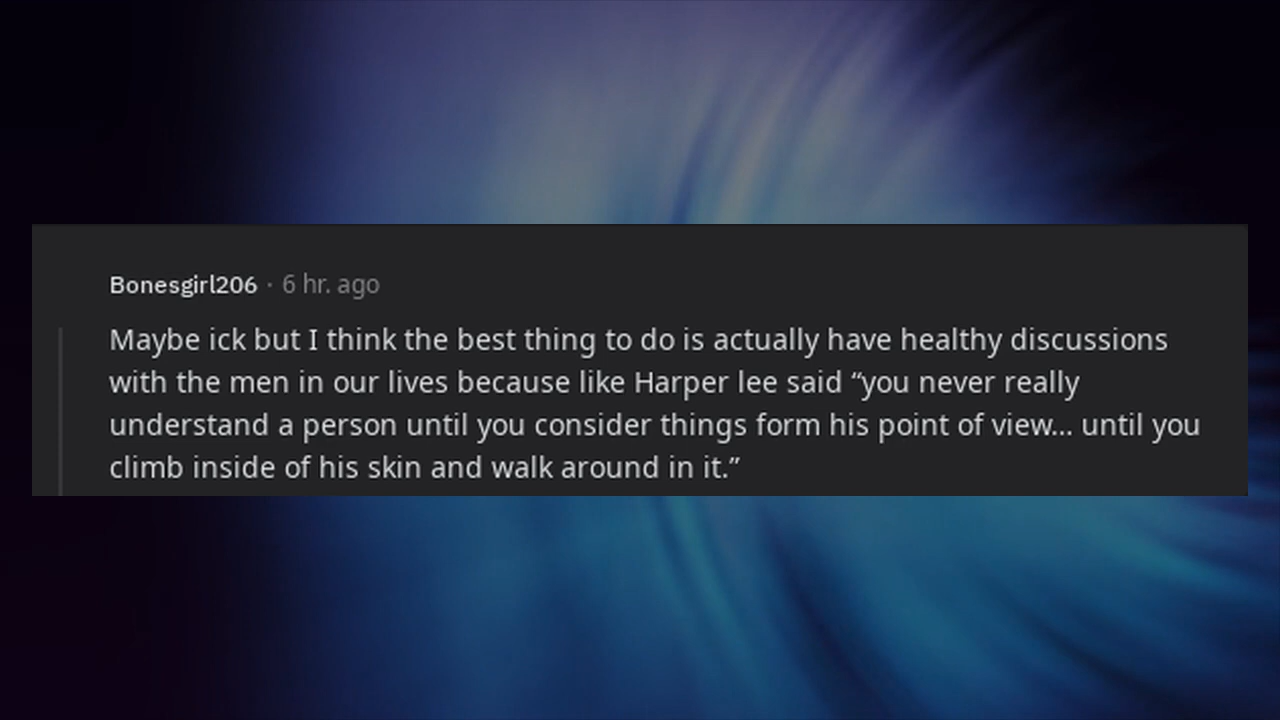 Bonesgirl206 · 6 hr. ago
Maybe ick but I think the best thing to do is actually have healthy discussions
with the men in our lives because like Harper lee said “you never really
understand a person until you consider things form his point of view... until you
climb inside of his skin and walk around in it.”